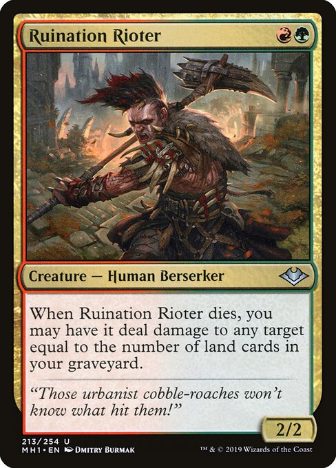 Ruination Rioter
Creature — Human Berserker
When Ruination Rioter dies, you
may have it deal damage to any target
equal to the number of land cards in
your graveyard.
“Those urbanist cobble-roaches won’t
know what hit them!”
2/2
213/254 U
MH1 • EN DMITRY BURMAK
™ & © 2019 Wizards of the Coast